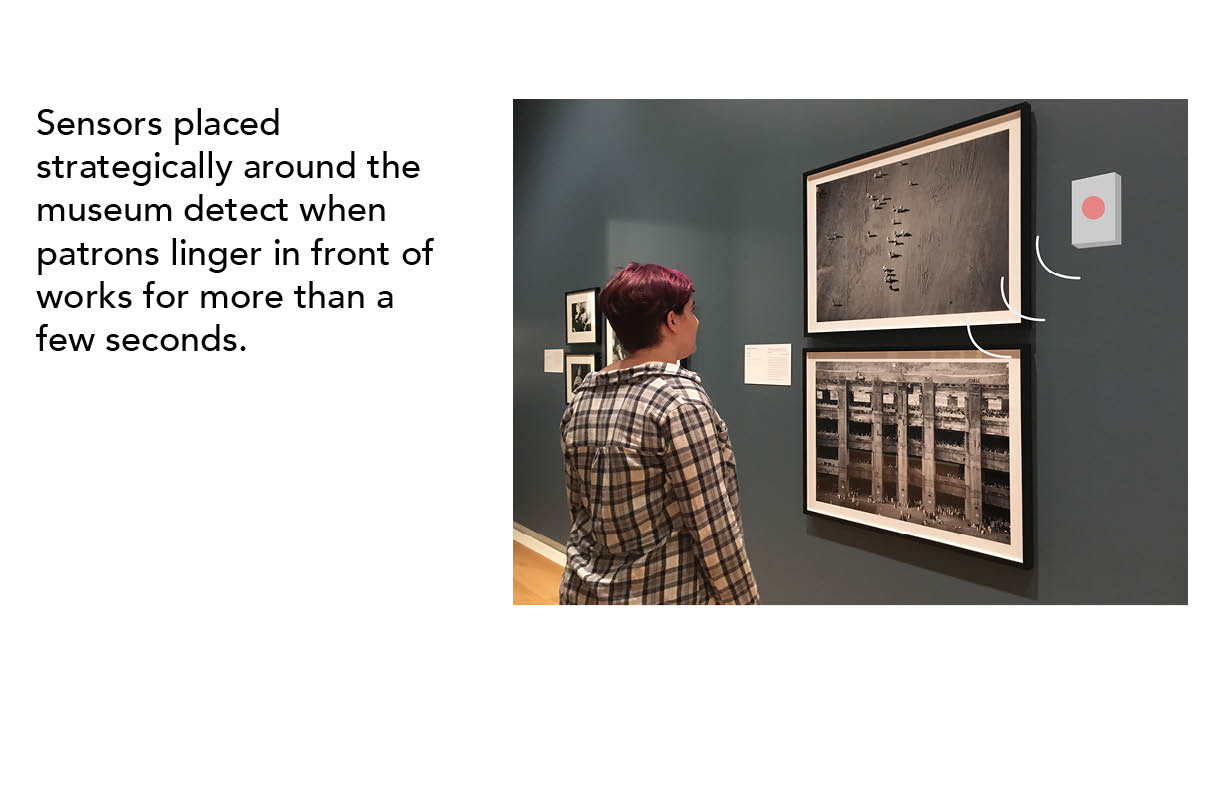 Sensors placed
strategically around the
museum detect when
patrons linger in front of
works for more than a
few seconds.